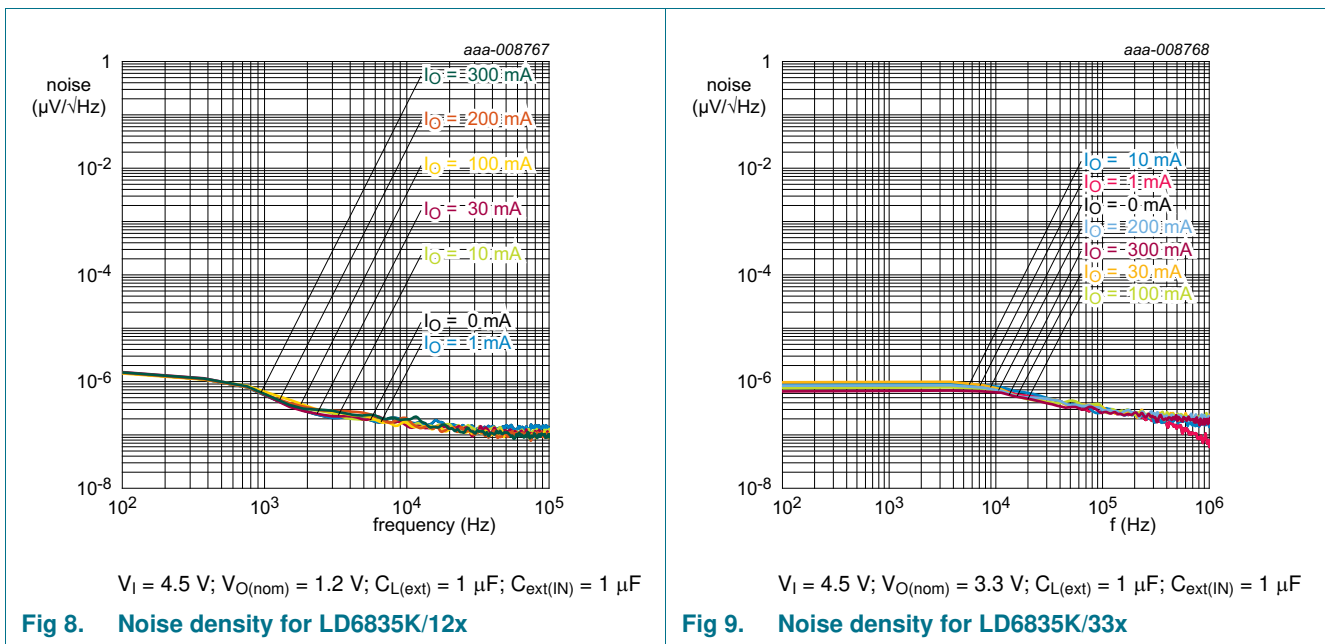 aaa-008767
1
noise
(μV/√Hz)
10-2
10-4
10-6
10-8
IO = 300 mA
IO = 200 mA
IO = 100 mA
IO = 30 mA
IO = 10 mA
IO = 0 mA
IO = 1 mA
102 103 104 105
frequency (Hz)
VI = 4.5 V; VO(nom) = 1.2 V; CL(ext) = 1 μF; Cext(IN) = 1 μF
Fig 8. Noise density for LD6835K/12x
aaa-008768
1
noise
(μV/√Hz)
10-2
10-4
10-6
10-8
IO = 10 mA
IO = 1 mA
IO = 0 mA
IO = 200 mA
IO = 300 mA
IO = 30 mA
IO = 100 mA
102 103 104 105 106
f (Hz)
VI = 4.5 V; VO(nom) = 3.3 V; CL(ext) = 1 μF; Cext(IN) = 1 μF
Fig 9. Noise density for LD6835K/33x